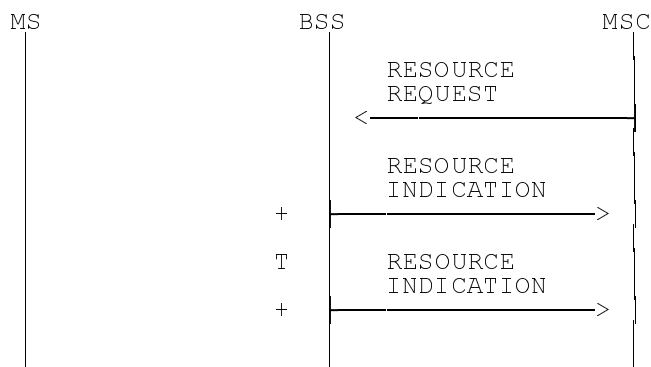 MS BSS MSC
RESOURCE
REQUEST
<
RESOURCE
INDICATION
+ >
T RESOURCE
INDICATION
+ >